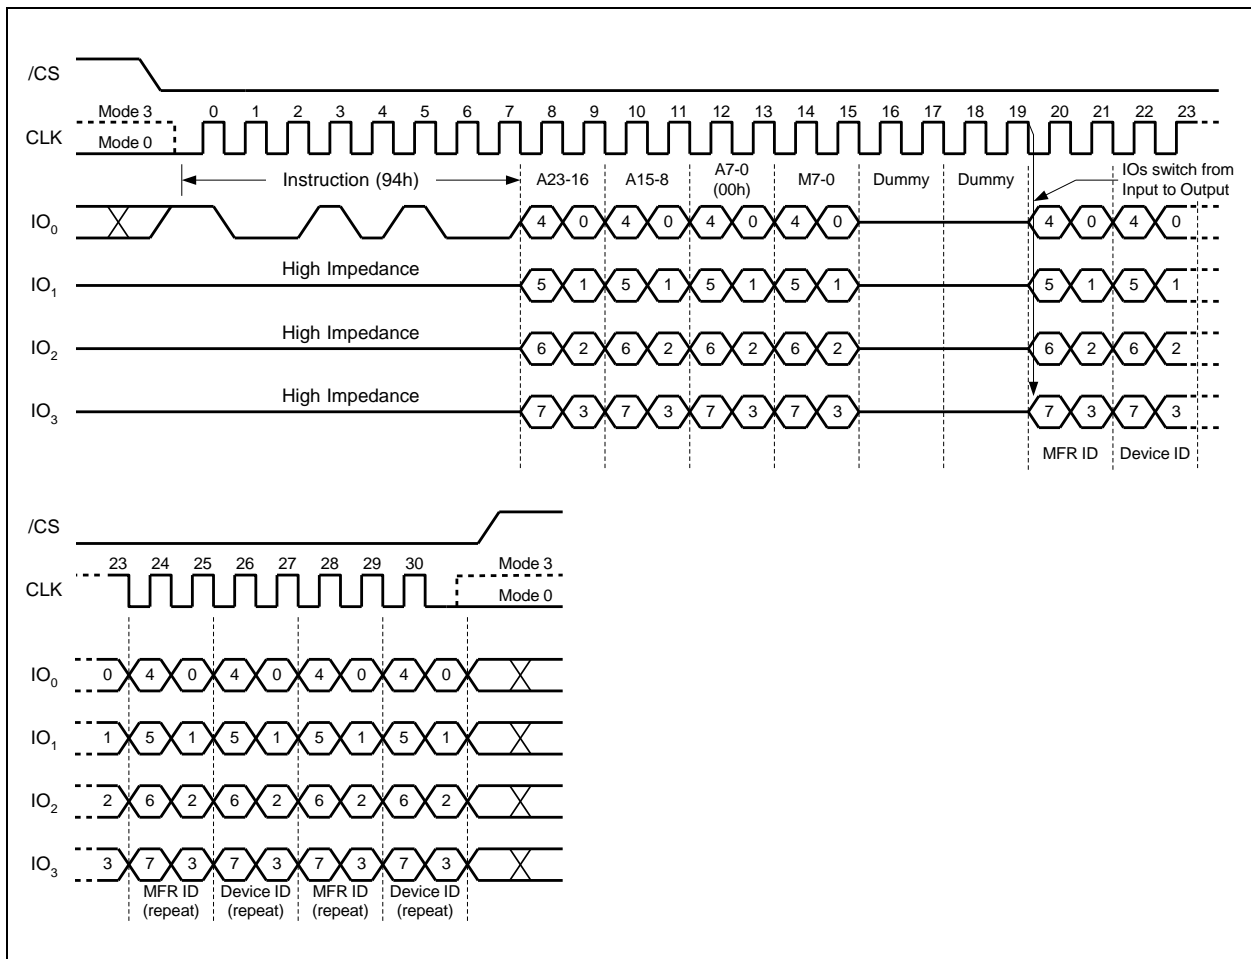 /CS
Mode 3 0 1 2 3 4 5 6 7 8 9 10 11 12 13 14 15 16 17 18 19 20 21 22 23
CLK Mode 0
Instruction (94h) A23-16 A15-8 A7-0 (00h) M7-0 Dummy Dummy IOs switch from Input to Output
IO0 4 0 4 0 4 0 4 0 4 0 4 0
High Impedance
IO1 5 1 5 1 5 1 5 1 5 1 5 1
High Impedance
IO2 6 2 6 2 6 2 6 2 6 2 6 2
High Impedance
IO3 7 3 7 3 7 3 7 3 7 3 7 3
MFR ID Device ID
/CS
23 24 25 26 27 28 29 30 Mode 3
CLK Mode 0
IO0 0 4 0 4 0 4 0 4 0
IO1 1 5 1 5 1 5 1 5 1
IO2 2 6 2 6 2 6 2 6 2
IO3 3 7 3 7 3 7 3 7 3
MFR ID Device ID MFR ID Device ID
(repeat) (repeat) (repeat) (repeat)